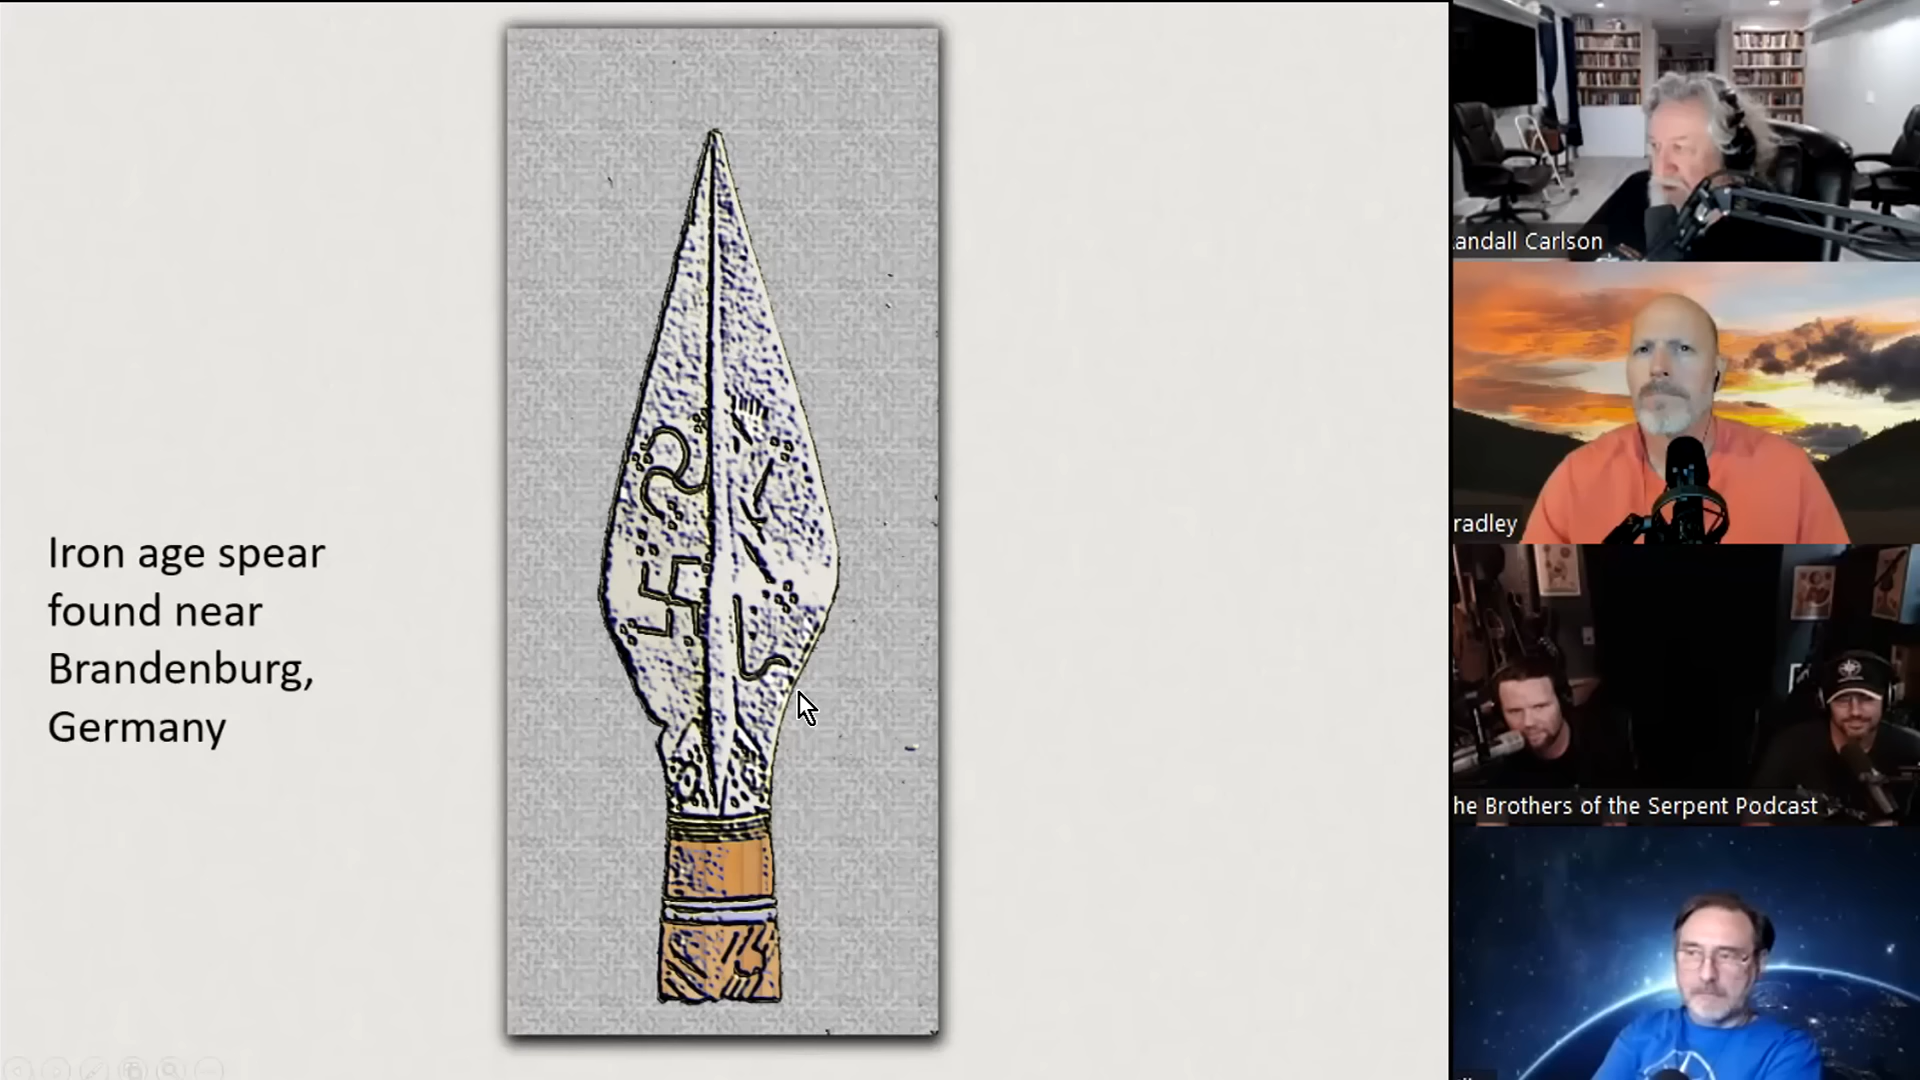 Iron age spear
found near
Brandenburg,
Germany
andall Carlson
radley
he Brothers of the Serpent Podcast